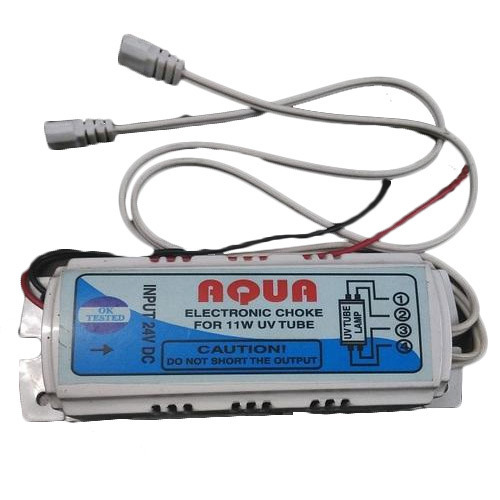 AQUA
ELECTRONIC CHOKE
FOR 11W UV TUBE
CAUTION!
DO NOT SHORT THE OUTPUT
OK
TESTED
INPUT 24V DC
UV TUBE
LAMP
1
2
3
4